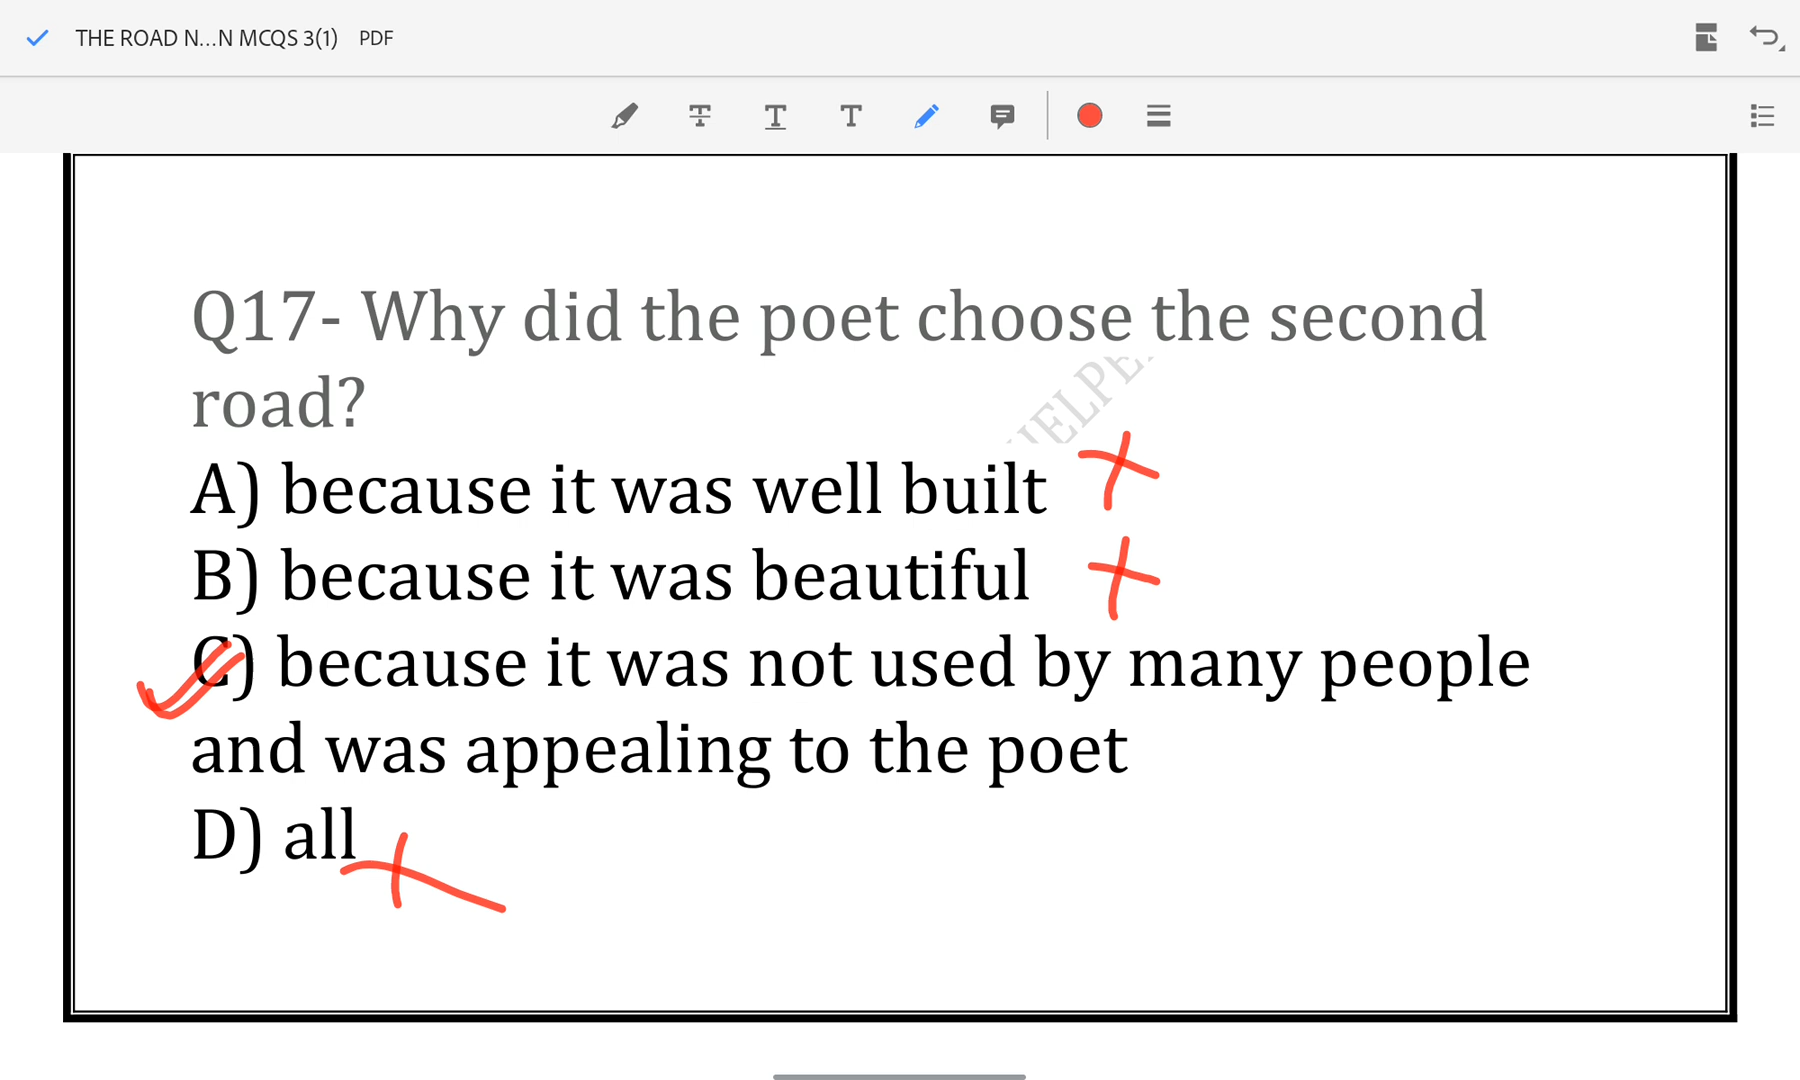 THE ROAD N...N MCQS 3(1) PDF
Q17- Why did the poet choose the second
road?
A) because it was well built
B) because it was beautiful
C) because it was not used by many people
and was appealing to the poet
D) all